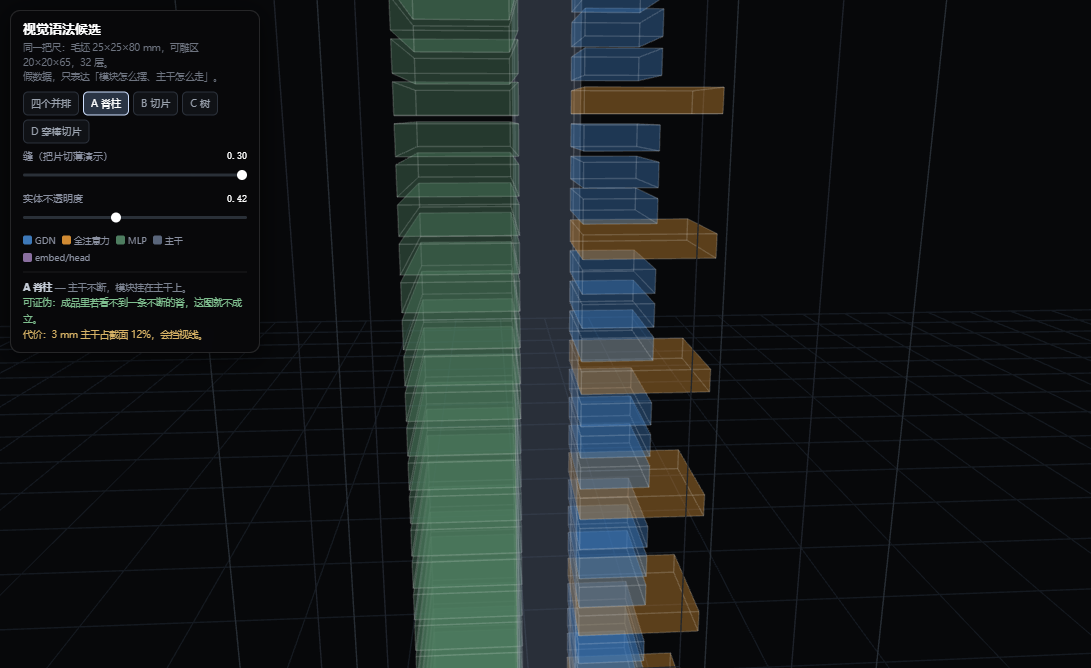 视觉语法候选
同一把尺：毛坯 25×25×80 mm，可雕区
20×20×65，32 层。
假数据，只表达「模块怎么摆、主干怎么走」。
四个并排
A 脊柱
B 切片
C 树
D 穿棒切片
缝（把片切薄演示）
0.30
实体不透明度
0.42
GDN
全注意力
MLP
主干
embed/head
A 脊柱 — 主干不断，模块挂在主干上。
可证伪：成品里若看不到一条不断的脊，这图就不成
立。
代价：3 mm 主干占截面 12%，会挡视线。